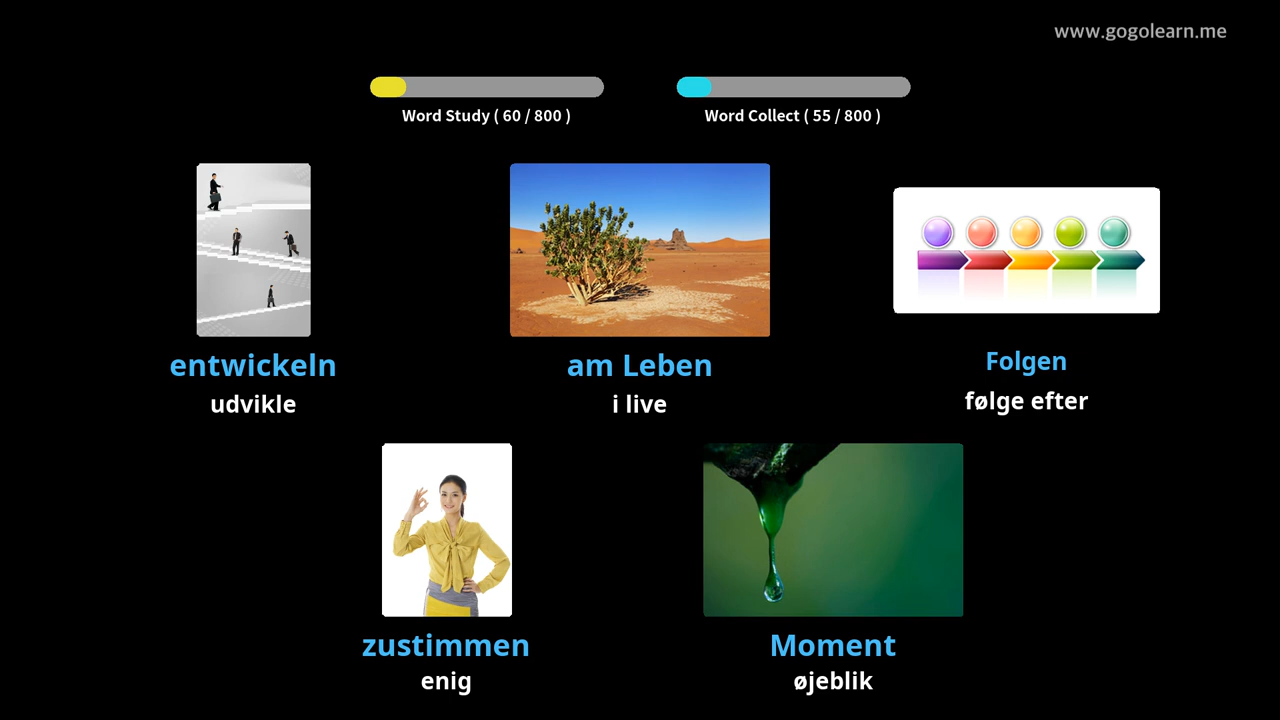 www.gogolearn.me
Word Study ( 60 / 800 )
Word Collect ( 55 / 800 )
entwickeln
udvikle
am Leben
i live
Folgen
følge efter
zustimmen
enig
Moment
øjeblik